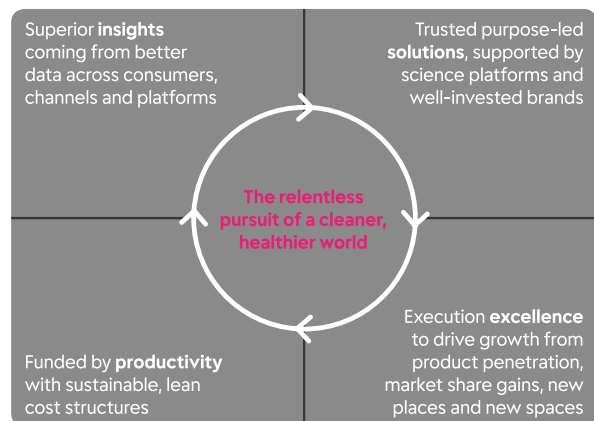 Superior insights
coming from better
data across consumers,
channels and platforms
Trusted purpose-led
solutions, supported by
science platforms and
well-invested brands
The relentless
pursuit of a cleaner,
healthier world
Funded by productivity
with sustainable, lean
cost structures
Execution excellence
to drive growth from
product penetration,
market share gains, new
places and new spaces